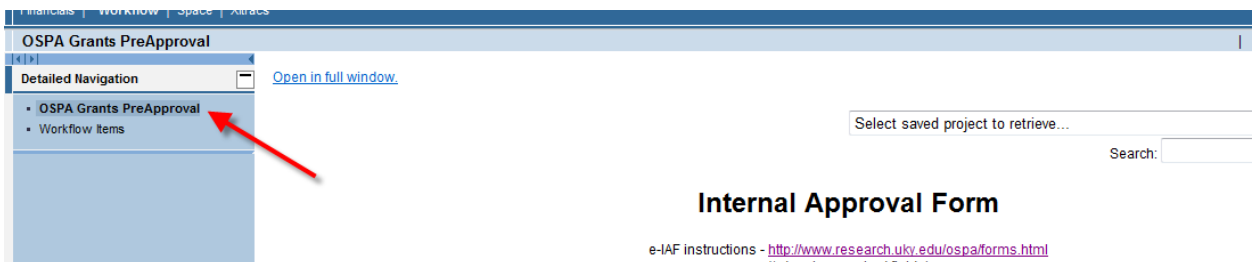 Financials | Workflow | Space | Xtracs
OSPA Grants PreApproval |
Detailed Navigation
Open in full window.
OSPA Grants PreApproval
Workflow Items
Select saved project to retrieve...
Search:
Internal Approval Form
e-IAF instructions - http://www.research.uky.edu/ospa/forms.html